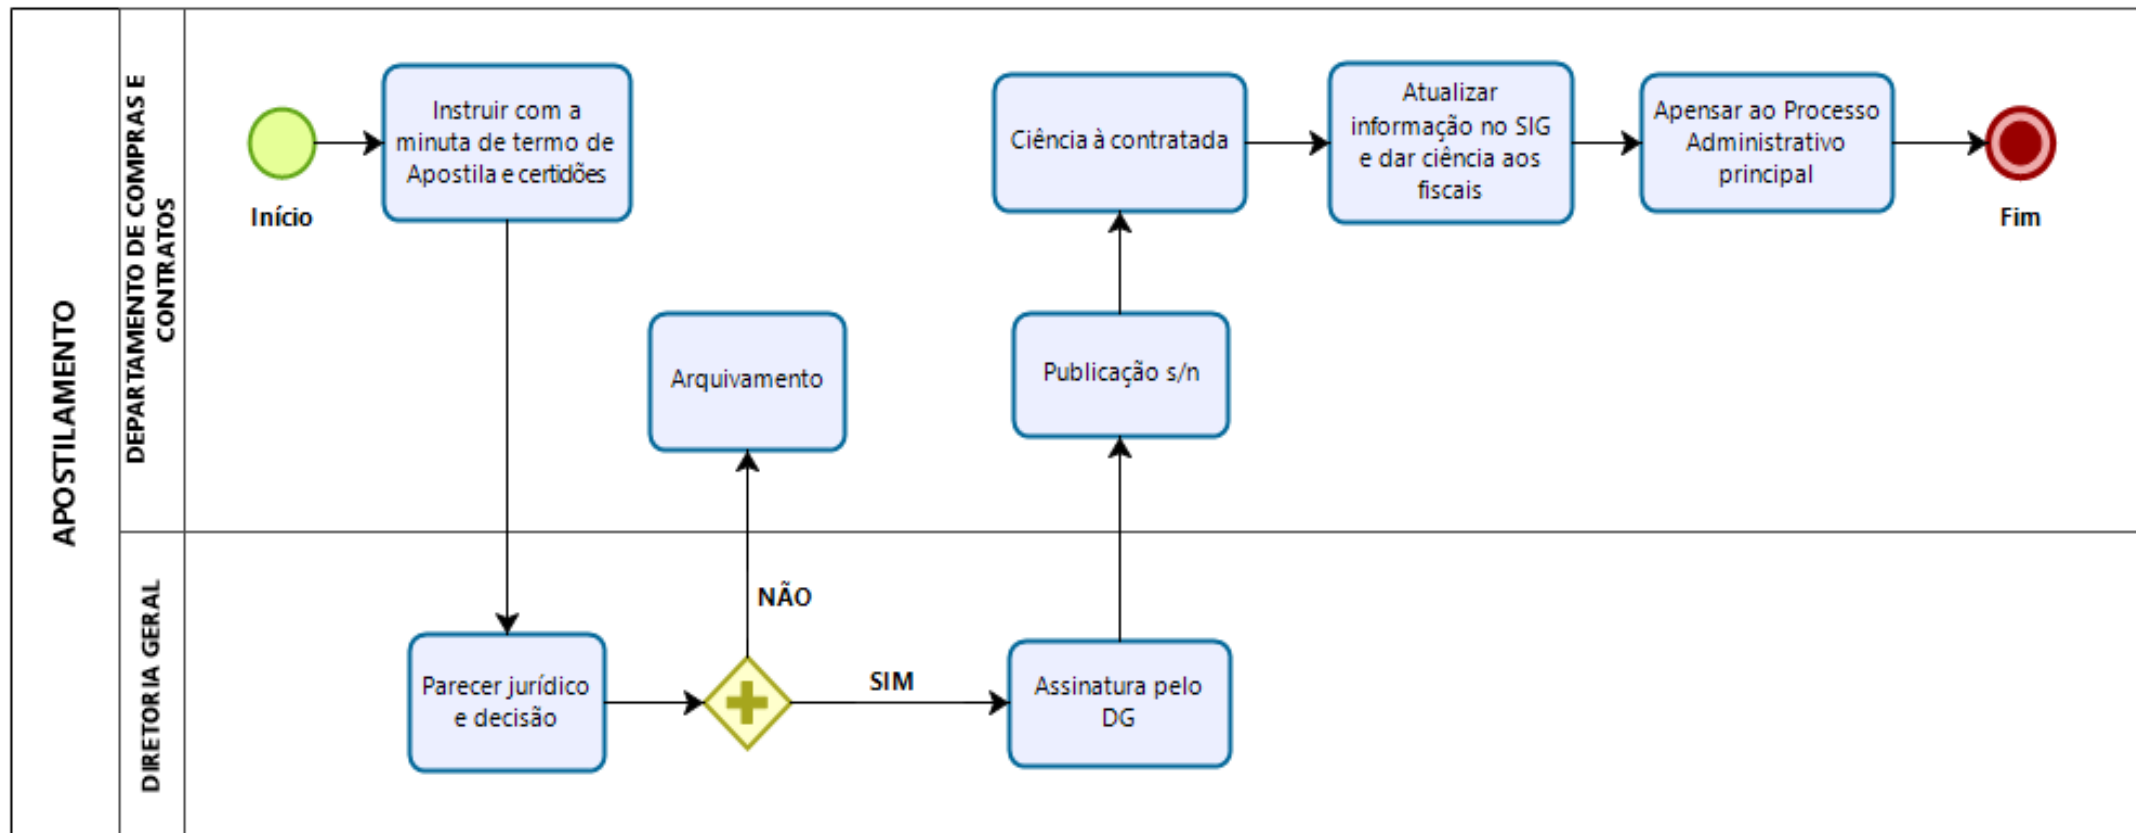 APOSTILAMENTO
DEPARTAMENTO DE COMPRAS E
CONTRATOS
Início
Instruir com a
minuta de termo de
Apostila e certidões
Ciência à contratada
Atualizar
informação no SIG
e dar ciência aos
fiscais
Apensar ao Processo
Administrativo
principal
Fim
Arquivamento
Publicação s/n
DIRETORIA GERAL
Parecer jurídico
e decisão
NÃO
SIM
Assinatura pelo
DG